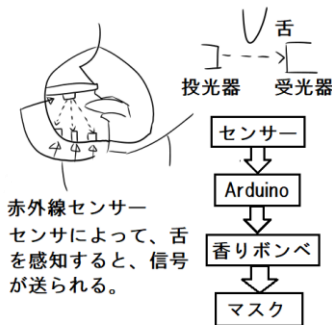 舌
投光器
受光器
センサー
Arduino
香りボンベ
マスク
赤外線センサー
センサによって、舌
を感知すると、信号
が送られる。